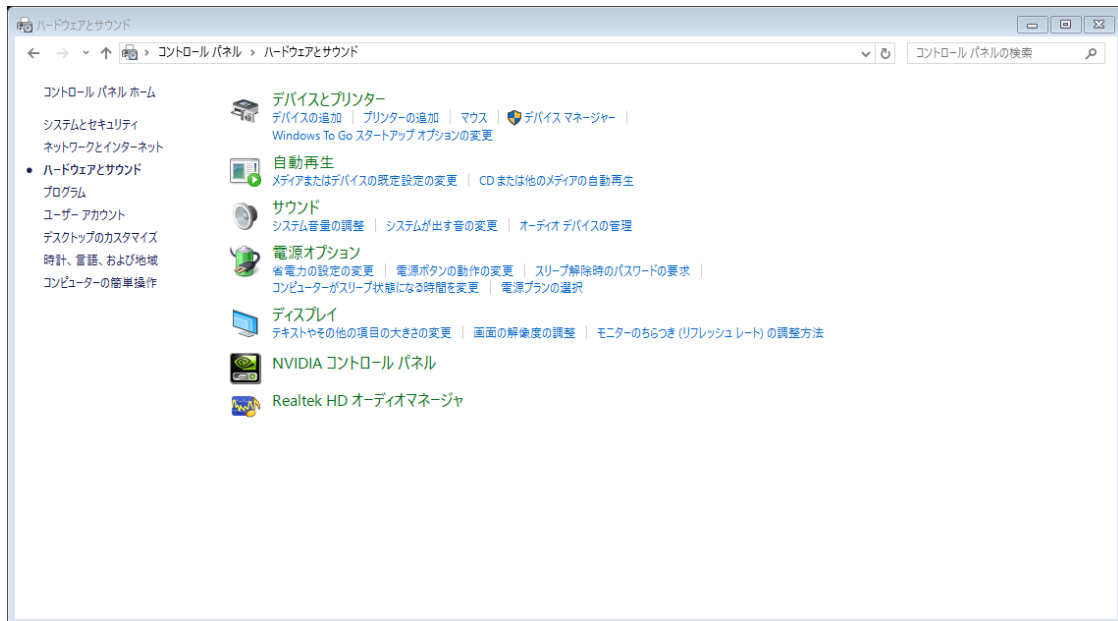 ハードウェアとサウンド
コントロール パネル › ハードウェアとサウンド
コントロール パネルの検索
コントロール パネル ホーム
システムとセキュリティ
ネットワークとインターネット
ハードウェアとサウンド
プログラム
ユーザー アカウント
デスクトップのカスタマイズ
時計、言語、および地域
コンピューターの簡単操作
デバイスとプリンター
デバイスの追加 | プリンターの追加 | マウス | デバイス マネージャー |
Windows To Go スタートアップ オプションの変更
自動再生
メディアまたはデバイスの既定設定の変更 | CD または他のメディアの自動再生
サウンド
システム音量の調整 | システムが出す音の変更 | オーディオ デバイスの管理
電源オプション
省電力の設定の変更 | 電源ボタンの動作の変更 | スリープ解除時のパスワードの要求 |
コンピューターがスリープ状態になる時間を変更 | 電源プランの選択
ディスプレイ
テキストやその他の項目の大きさの変更 | 画面の解像度の調整 | モニターのちらつき (リフレッシュ レート) の調整方法
NVIDIA コントロール パネル
Realtek HD オーディオマネージャ